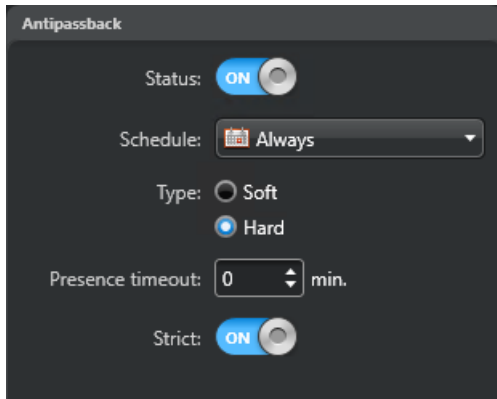 Antipassback
Status: ON
Schedule: Always
Type: Soft
Hard
Presence timeout: 0 min.
Strict: ON